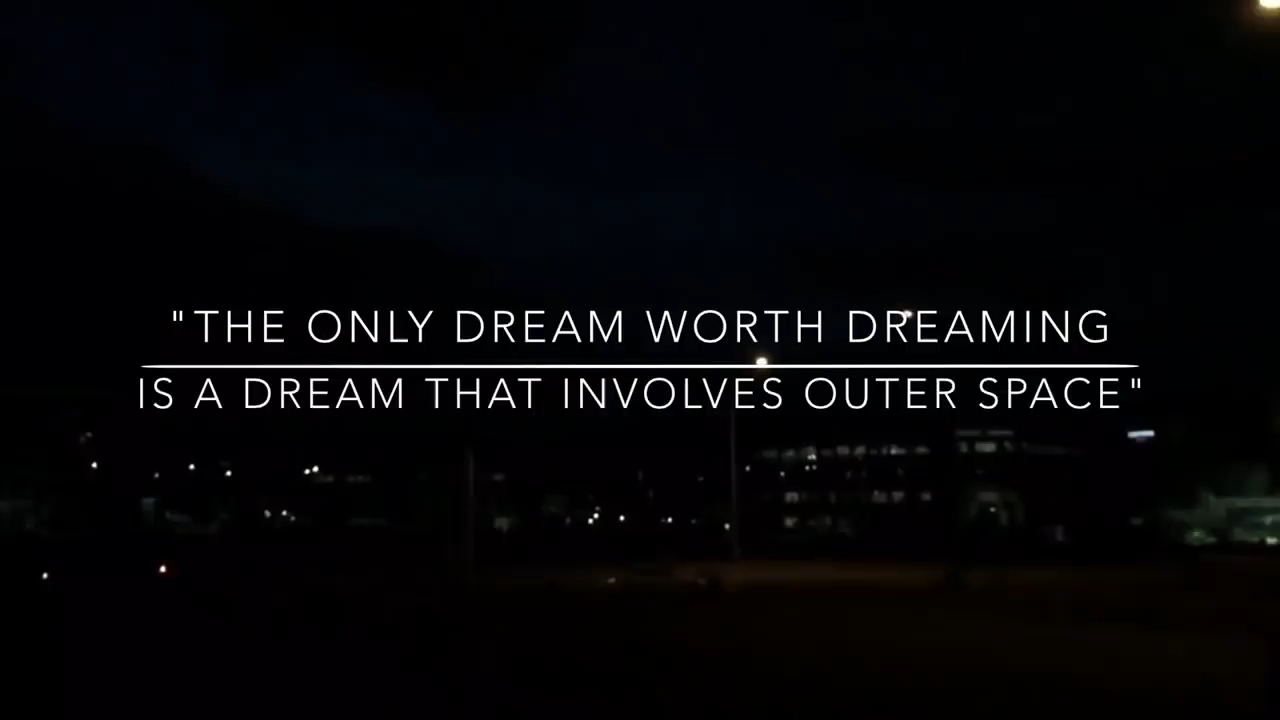 "THE ONLY DREAM WORTH DREAMING
IS A DREAM THAT INVOLVES OUTER SPACE"